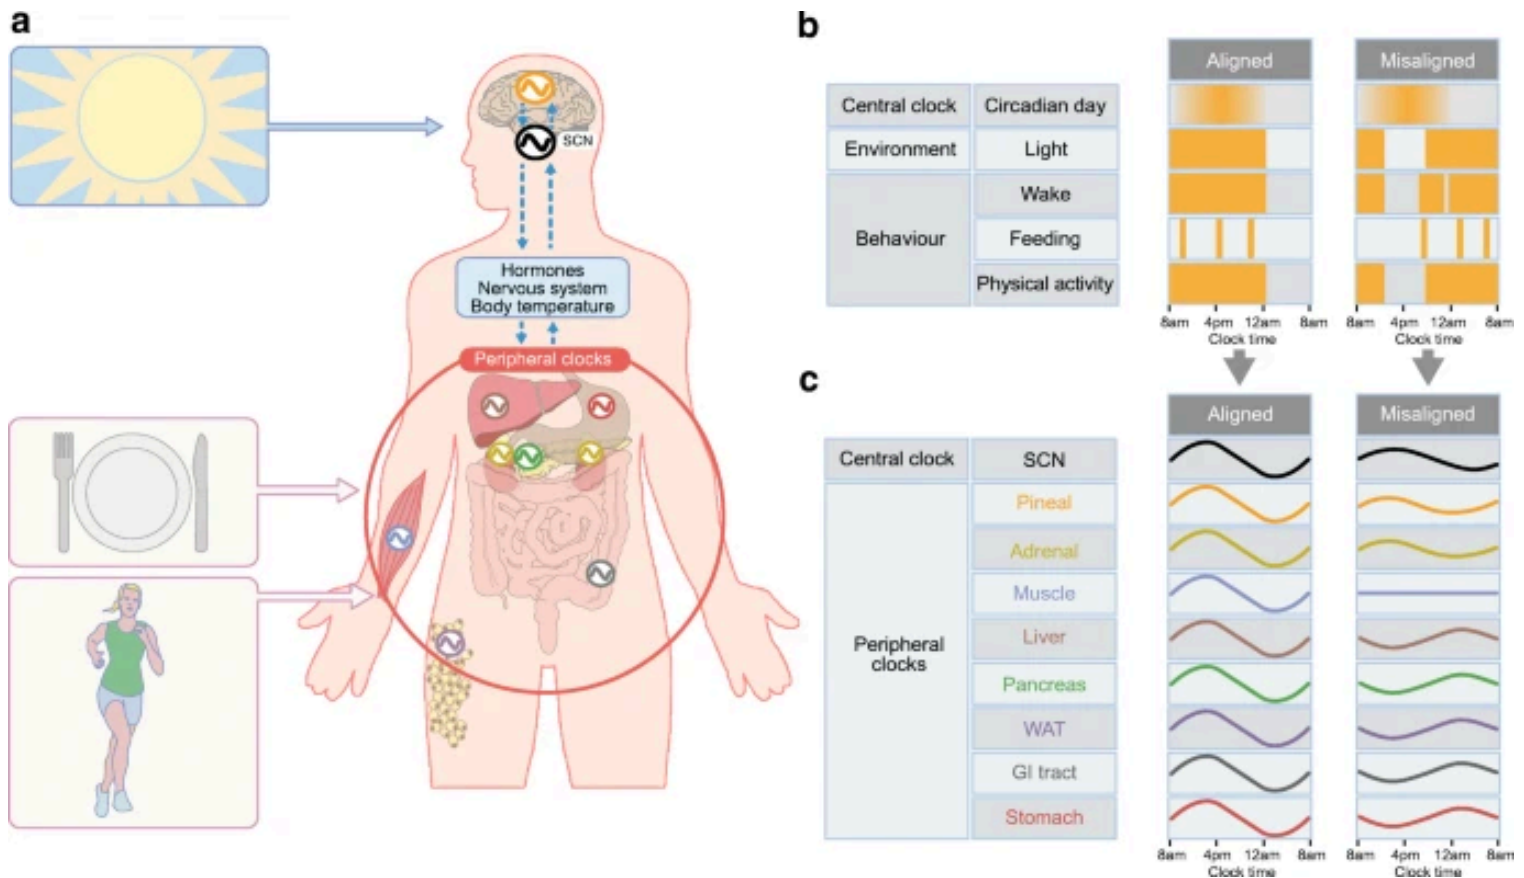 a
SCN
Hormones
Nervous system
Body temperature
Peripheral clocks
b
Aligned
Misaligned
Central clock
Circadian day
Environment
Light
Behaviour
Wake
Feeding
Physical activity
8am 4pm 12am 8am
Clock time
8am 4pm 12am 8am
Clock time
c
Aligned
Misaligned
Central clock
SCN
Peripheral
clocks
Pineal
Adrenal
Muscle
Liver
Pancreas
WAT
GI tract
Stomach
8am 4pm 12am 8am
Clock time
8am 4pm 12am 8am
Clock time